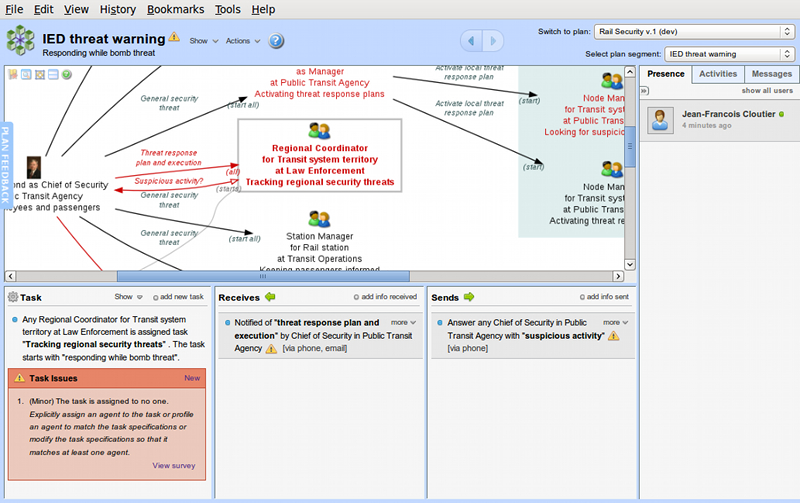 File Edit View History Bookmarks Tools Help
IED threat warning
Responding while bomb threat
Show Actions ?
Switch to plan: Rail Security v.1 (dev)
Select plan segment: IED threat warning
Presence Activities Messages
show all users
Jean-Francois Cloutier
4 minutes ago
PLAN FEEDBACK
as Manager
at Public Transit Agency
Activating threat response plans
General security
threat
(start all)
Activate local threat
response plan
(start)
Activate local threat
response plan
(start)
Node Man
for Transit syst
at Public Trans
Looking for suspicio
Threat response
plan and execution
(all)
Suspicious activity?
(starts)
Regional Coordinator
for Transit system territory
at Law Enforcement
Tracking regional security threats
ond as Chief of Security
ic Transit Agency
oyees and passengers
General security
threat
(start all)
Station Manager
for Rail station
at Transit Operations
Keeping passengers informed
Node Man
for Transit syst
at Public Trans
Activating threat re
Task Show add new task
Any Regional Coordinator for Transit system
territory at Law Enforcement is assigned task
"Tracking regional security threats" . The task
starts with "responding while bomb threat".
Task Issues New
1. (Minor) The task is assigned to no one.
Explicitly assign an agent to the task or profile
an agent to match the task specifications or
modify the task specifications so that it
matches at least one agent.
View survey
Receives add info received
Notified of "threat response plan and more
execution" by Chief of Security in Public Transit
Agency [via phone, email]
Sends add info sent
Answer any Chief of Security in Public more
Transit Agency with "suspicious activity"
[via phone]